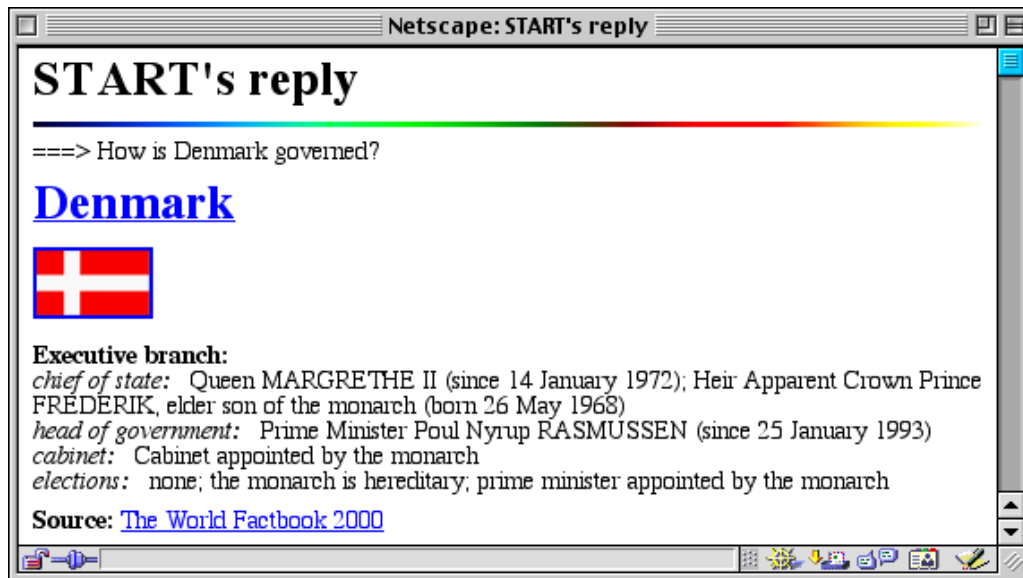 Netscape: START's reply
START's reply
===> How is Denmark governed?
Denmark
Executive branch:
chief of state: Queen MARGRETHE II (since 14 January 1972); Heir Apparent Crown Prince
FREDERIK, elder son of the monarch (born 26 May 1968)
head of government: Prime Minister Poul Nyrup RASMUSSEN (since 25 January 1993)
cabinet: Cabinet appointed by the monarch
elections: none; the monarch is hereditary; prime minister appointed by the monarch
Source: The World Factbook 2000